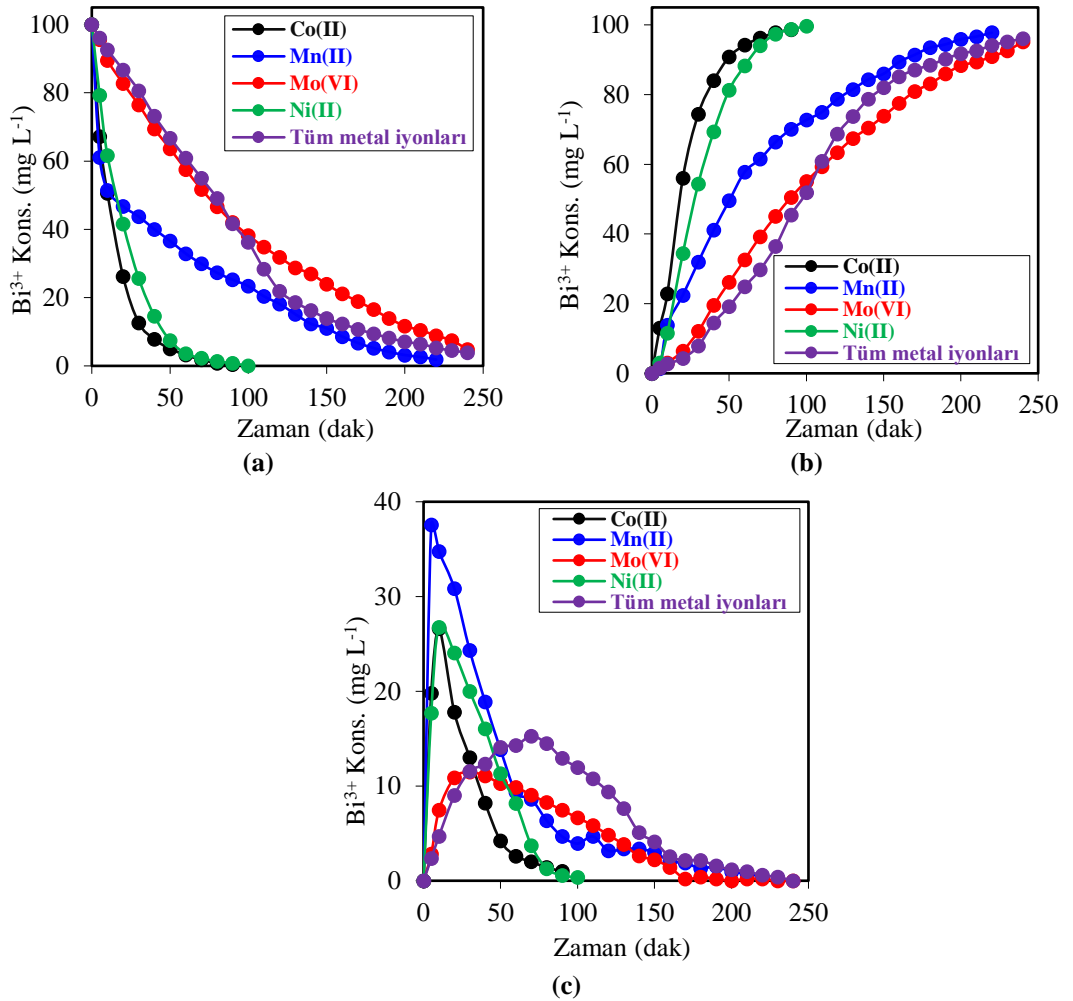 Bi³⁺ Kons. (mg L⁻¹)
100
80
60
40
20
0
Co(II)
Mn(II)
Mo(VI)
Ni(II)
Tüm metal iyonları
0 50 100 150 200 250
Zaman (dak)
(a)
Bi³⁺ Kons. (mg L⁻¹)
100
80
60
40
20
0
Co(II)
Mn(II)
Mo(VI)
Ni(II)
Tüm metal iyonları
0 50 100 150 200 250
Zaman (dak)
(b)
Bi³⁺ Kons. (mg L⁻¹)
40
30
20
10
0
Co(II)
Mn(II)
Mo(VI)
Ni(II)
Tüm metal iyonları
0 50 100 150 200 250
Zaman (dak)
(c)